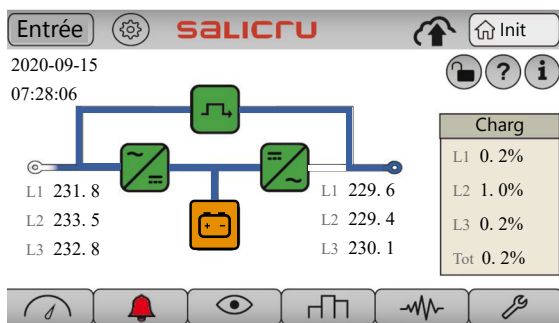 Entrée
salicru
Init
2020-09-15
07:28:06
L1 231. 8
L2 233. 5
L3 232. 8
L1 229. 6
L2 229. 4
L3 230. 1
Charg
L1 0. 2%
L2 1. 0%
L3 0. 2%
Tot 0. 2%